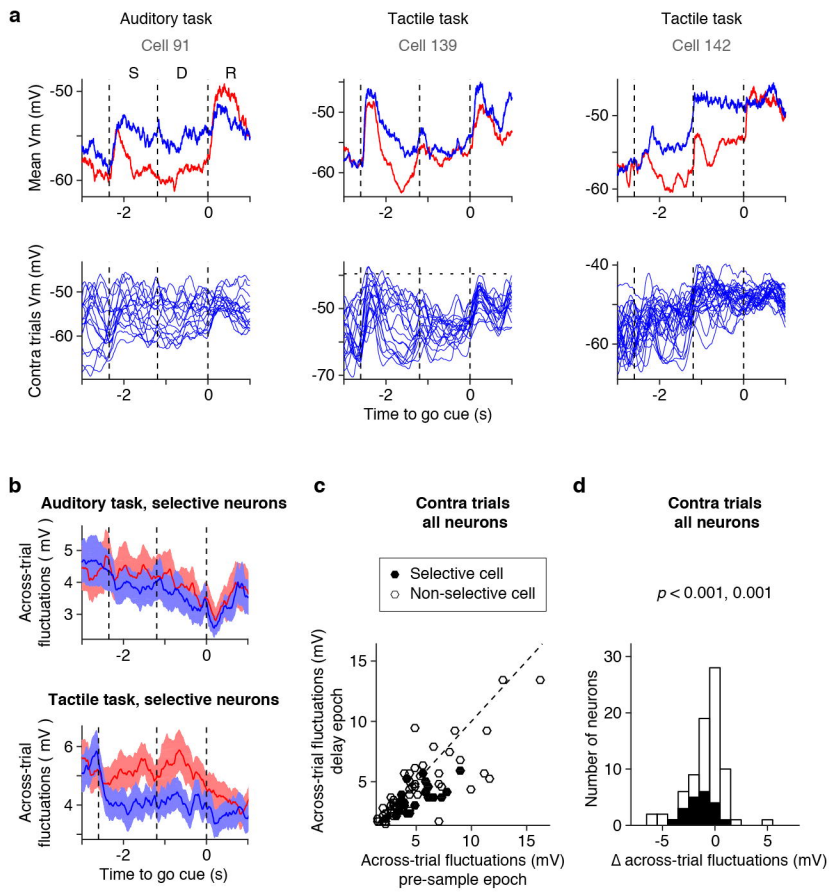 a
Auditory task
Tactile task
Tactile task
Cell 91
Cell 139
Cell 142
S D R
Mean Vm (mV)
-50
-60
-2 0
-50
-60
-2 0
-50
-60
-2 0
Contra trials Vm (mV)
-50
-60
-2 0
-50
-70
-2 0
-40
-60
-2 0
Time to go cue (s)
b
Auditory task, selective neurons
Across-trial
fluctuations ( mV )
5
4
3
-2 0
Tactile task, selective neurons
Across-trial
fluctuations ( mV )
6
4
-2 0
Time to go cue (s)
c
Contra trials
all neurons
Selective cell
Non-selective cell
Across-trial fluctuations (mV)
delay epoch
15
10
5
5 10 15
Across-trial fluctuations (mV)
pre-sample epoch
d
Contra trials
all neurons
p < 0.001, 0.001
Number of neurons
30
20
10
0
-5 0 5
Δ across-trial fluctuations (mV)